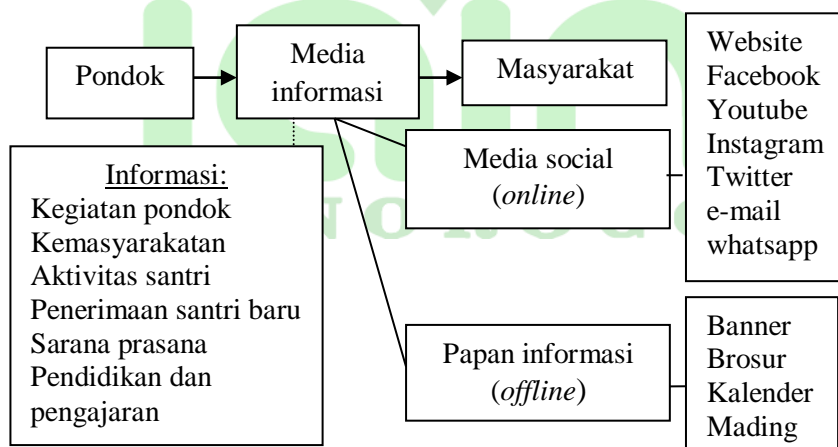 Pondok
Media
informasi
Masyarakat
Informasi:
Kegiatan pondok
Kemasyarakatan
Aktivitas santri
Penerimaan santri baru
Sarana prasana
Pendidikan dan
pengajaran
Media social
(online)
Website
Facebook
Youtube
Instagram
Twitter
e-mail
whatsapp
Papan informasi
(offline)
Banner
Brosur
Kalender
Mading